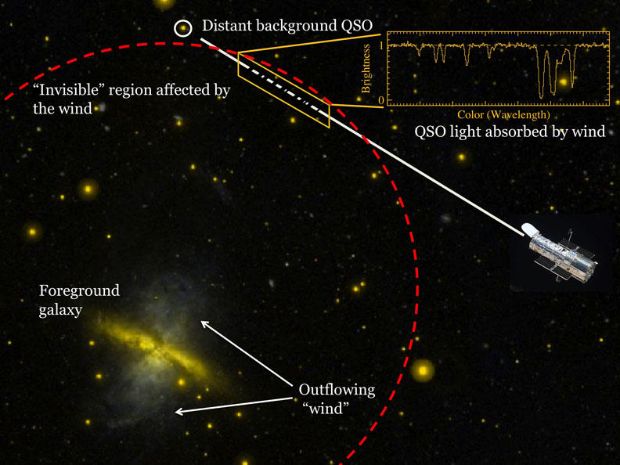 Distant background QSO
“Invisible” region affected by
the wind
1
Brightness
0
Color (Wavelength)
QSO light absorbed by wind
Foreground
galaxy
Outflowing
“wind”